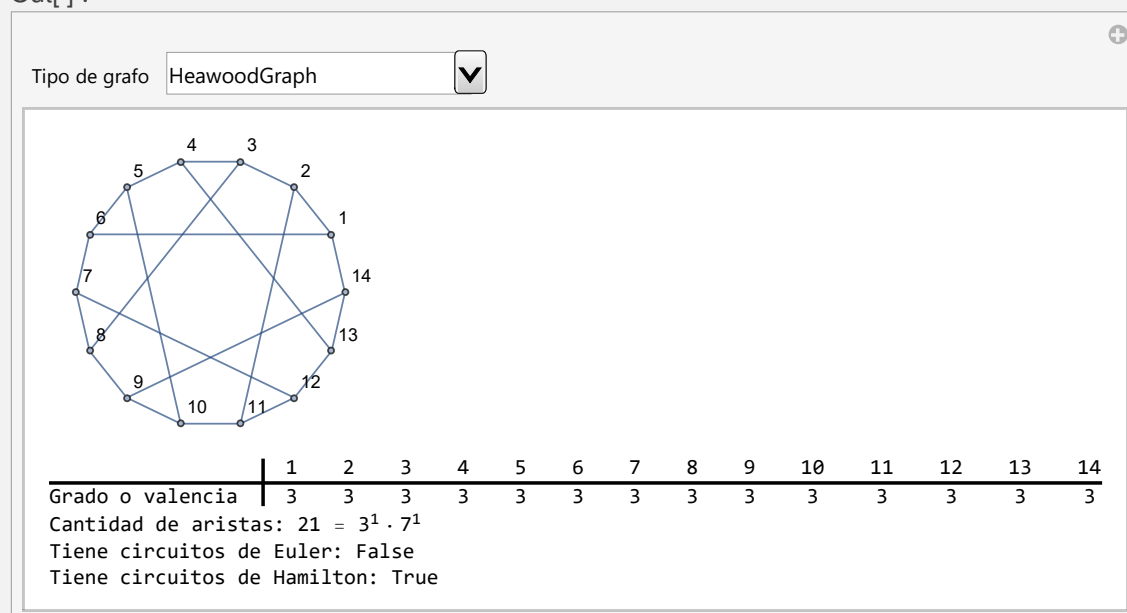 Tipo de grafo HeawoodGraph
4 3
5 2
6 1
7 14
8 13
9 12
10 11
1 2 3 4 5 6 7 8 9 10 11 12 13 14
Grado o valencia 3 3 3 3 3 3 3 3 3 3 3 3 3 3
Cantidad de aristas: 21 = 3¹ · 7¹
Tiene circuitos de Euler: False
Tiene circuitos de Hamilton: True